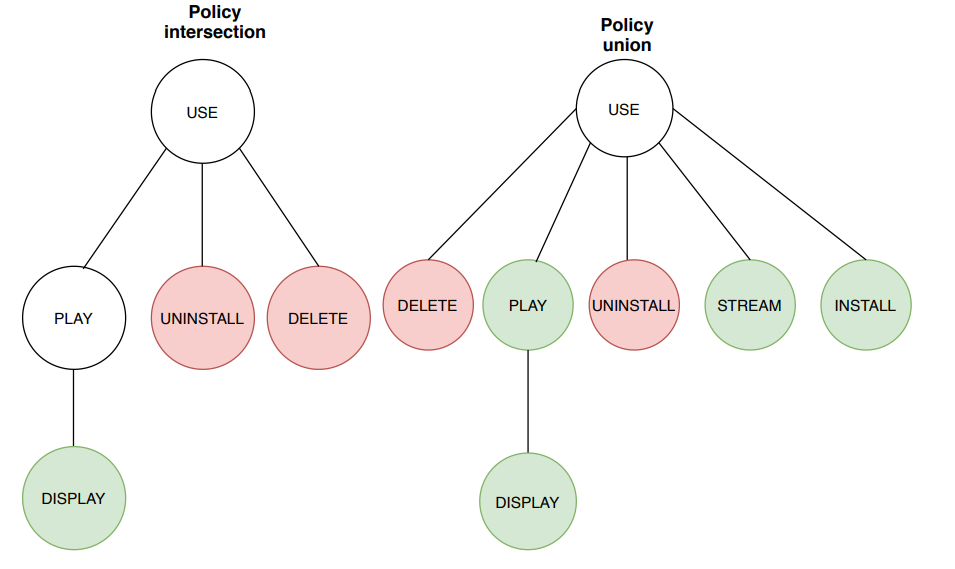 Policy
intersection
USE
PLAY
UNINSTALL
DELETE
DISPLAY
Policy
union
USE
DELETE
PLAY
UNINSTALL
STREAM
INSTALL
DISPLAY